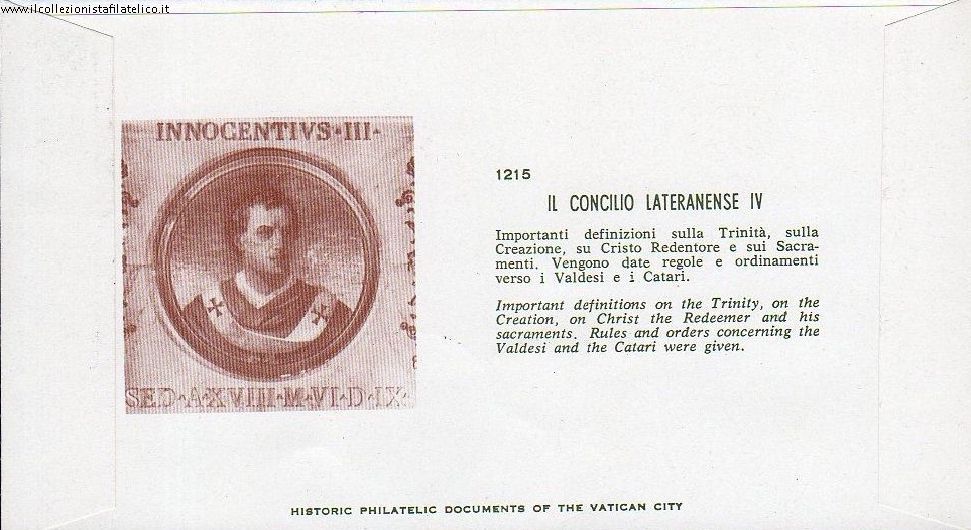 www.ilcollezionistafilatelico.it
INNOCENTIVS·III·
SED·A·XVIII·M·VI·D·IX·
1215
IL CONCILIO LATERANENSE IV
Importanti definizioni sulla Trinità, sulla
Creazione, su Cristo Redentore e sui Sacra-
menti. Vengono date regole e ordinamenti
verso i Valdesi e i Catari.
Important definitions on the Trinity, on the
Creation, on Christ the Redeemer and his
sacraments. Rules and orders concerning the
Valdesi and the Catari were given.
HISTORIC PHILATELIC DOCUMENTS OF THE VATICAN CITY